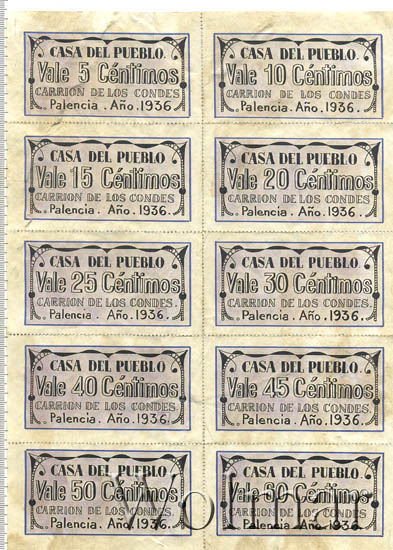 CASA DEL PUEBLO.
Vale 5 Céntimos
CARRION DE LOS CONDES
Palencia. Año. 1936.
CASA DEL PUEBLO.
Vale 10 Céntimos
CARRION DE LOS CONDES.
Palencia. Año. 1936.
CASA DEL PUEBLO
Vale 15 Céntimos
CARRION DE LOS CONDES
Palencia. Año. 1936.
CASA DEL PUEBLO
Vale 20 Céntimos
CARRION DE LOS CONDES
Palencia. Año. 1936.
CASA DEL PUEBLO
Vale 25 Céntimos
CARRION DE LOS CONDES.
Palencia. Año. 1936.
CASA DEL PUEBLO.
Vale 30 Céntimos
CARRION DE LOS CONDES
Palencia. Año. 1936.
CASA DEL PUEBLO
Vale 40 Céntimos
CARRION DE LOS CONDES.
Palencia. Año. 1936.
CASA DEL PUEBLO
Vale 45 Céntimos
CARRION DE LOS CONDES.
Palencia. Año. 1936.
CASA DEL PUEBLO
Vale 50 Céntimos
CARRION DE LOS CONDES
Palencia. Año. 1936.
CASA DEL PUEBLO.
Vale 60 Céntimos
CARRION DE LOS CONDES
Palencia. Año. 1936.